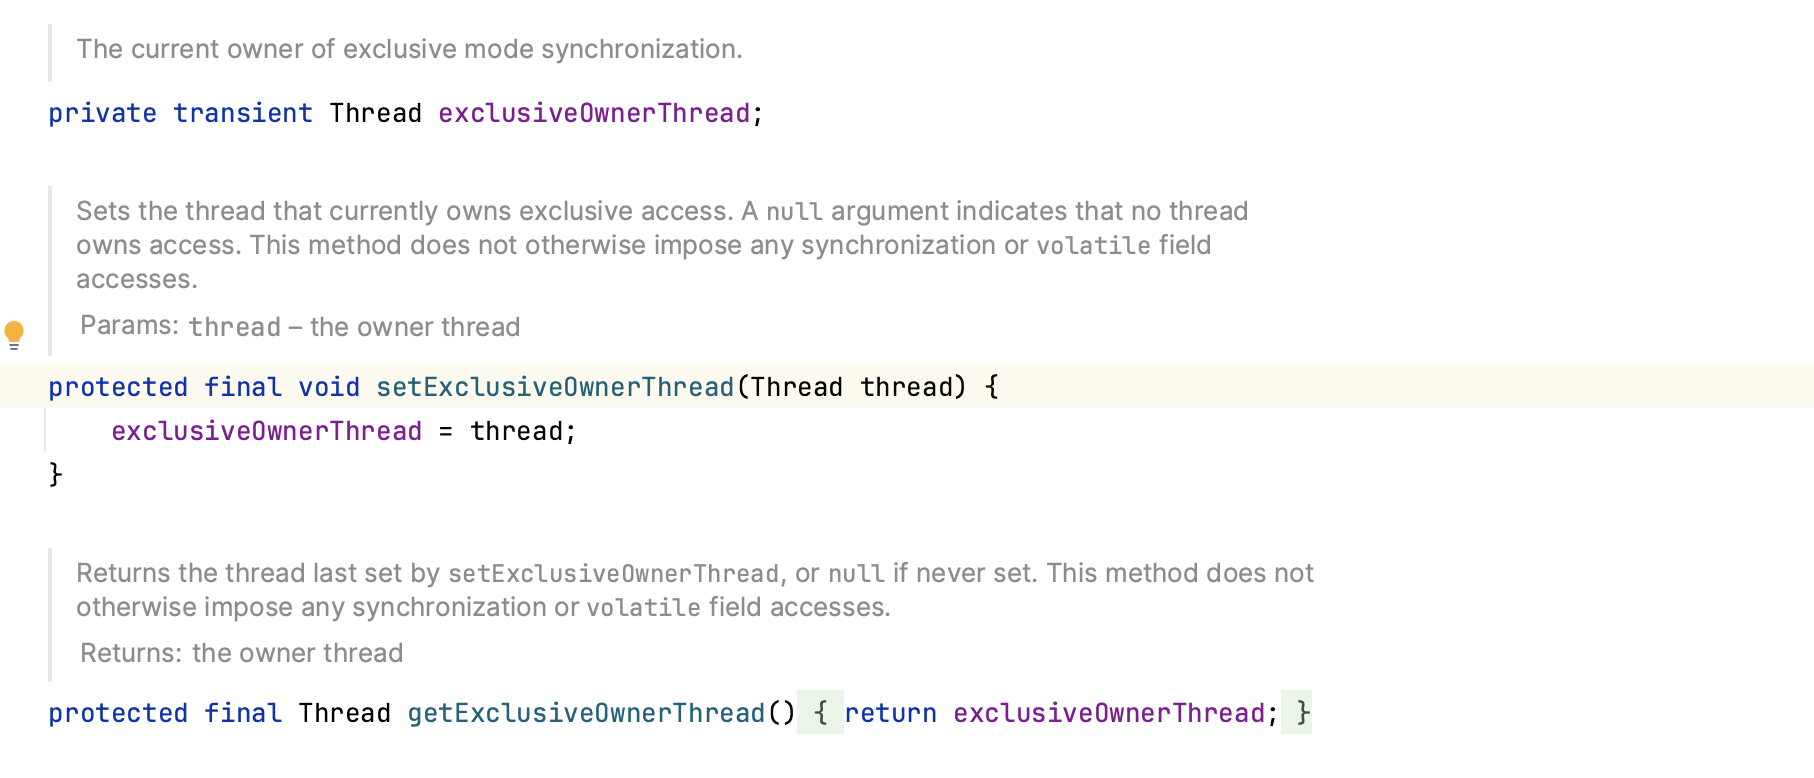 The current owner of exclusive mode synchronization.
private transient Thread exclusiveOwnerThread;
Sets the thread that currently owns exclusive access. A null argument indicates that no thread
owns access. This method does not otherwise impose any synchronization or volatile field
accesses.
Params: thread – the owner thread
protected final void setExclusiveOwnerThread(Thread thread) {
    exclusiveOwnerThread = thread;
}
Returns the thread last set by setExclusiveOwnerThread, or null if never set. This method does not
otherwise impose any synchronization or volatile field accesses.
Returns: the owner thread
protected final Thread getExclusiveOwnerThread() { return exclusiveOwnerThread; }